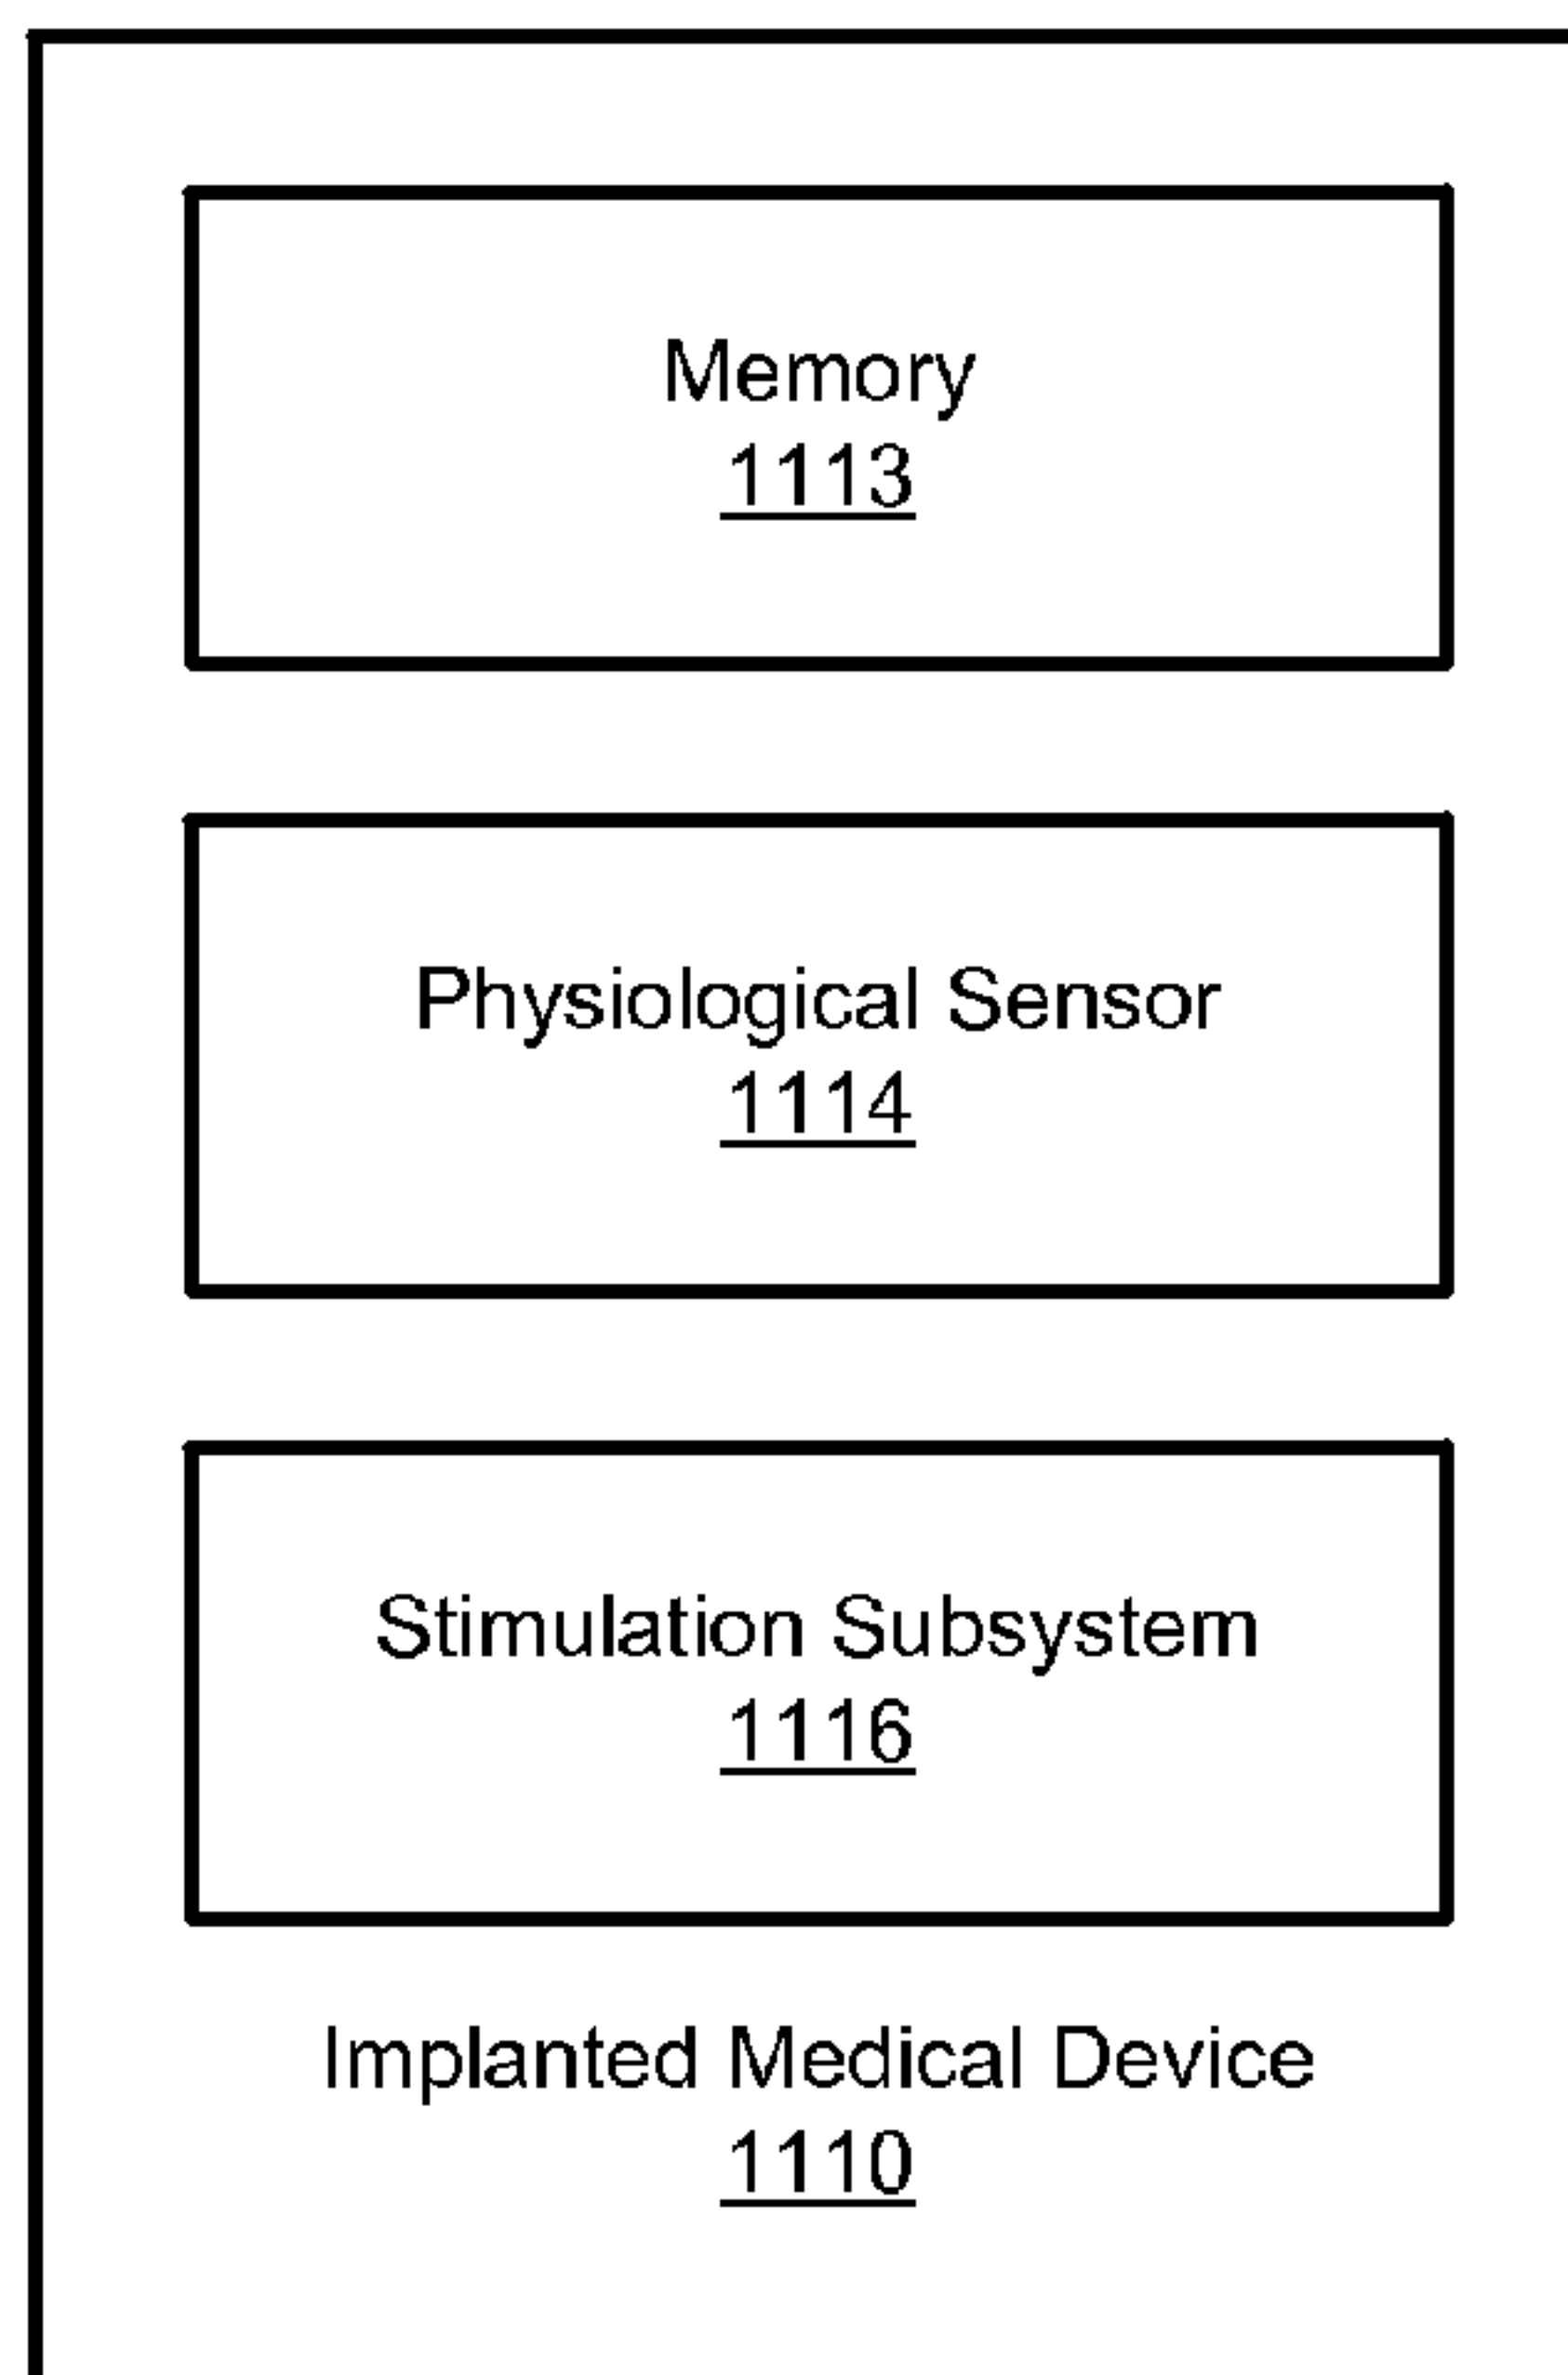 Memory
1113
Physiological Sensor
1114
Stimulation Subsystem
1116
Implanted Medical Device
1110